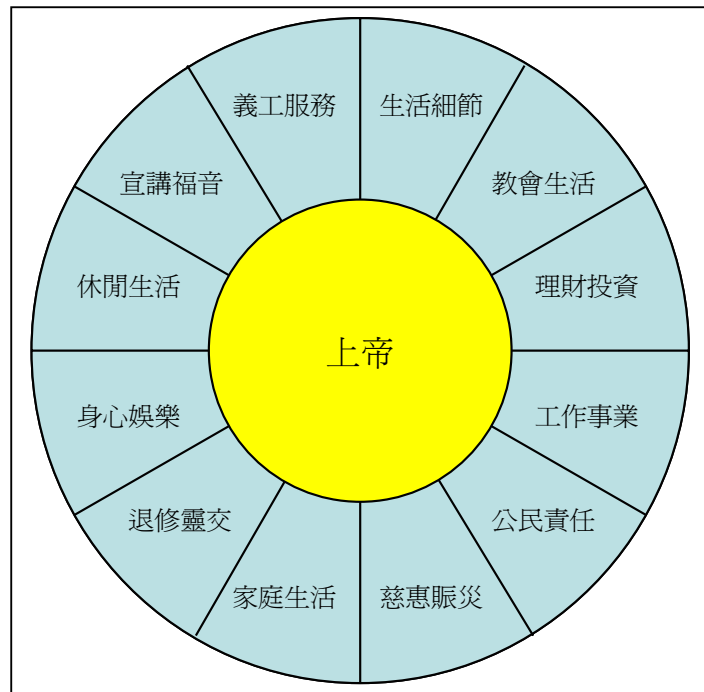 義工服務
生活細節
宣講福音
教會生活
休閒生活
理財投資
上帝
身心娛樂
工作事業
退修靈交
公民責任
家庭生活
慈惠賑災